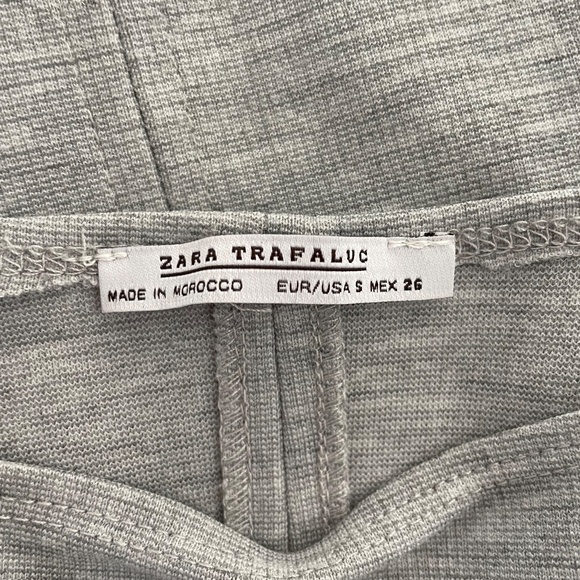 ZARA TRAFALUC
MADE IN MOROCCO EUR/USA S MEX 26